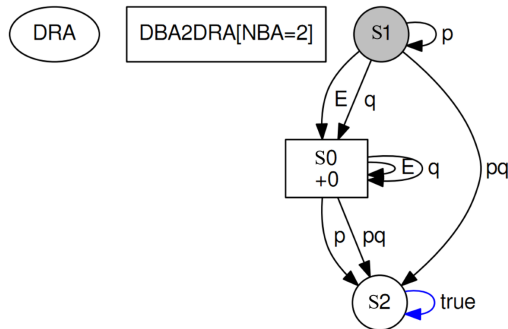 DRA
DBA2DRA[NBA=2]
S1
p
E
q
pq
S0
+0
E
q
p
pq
S2
true